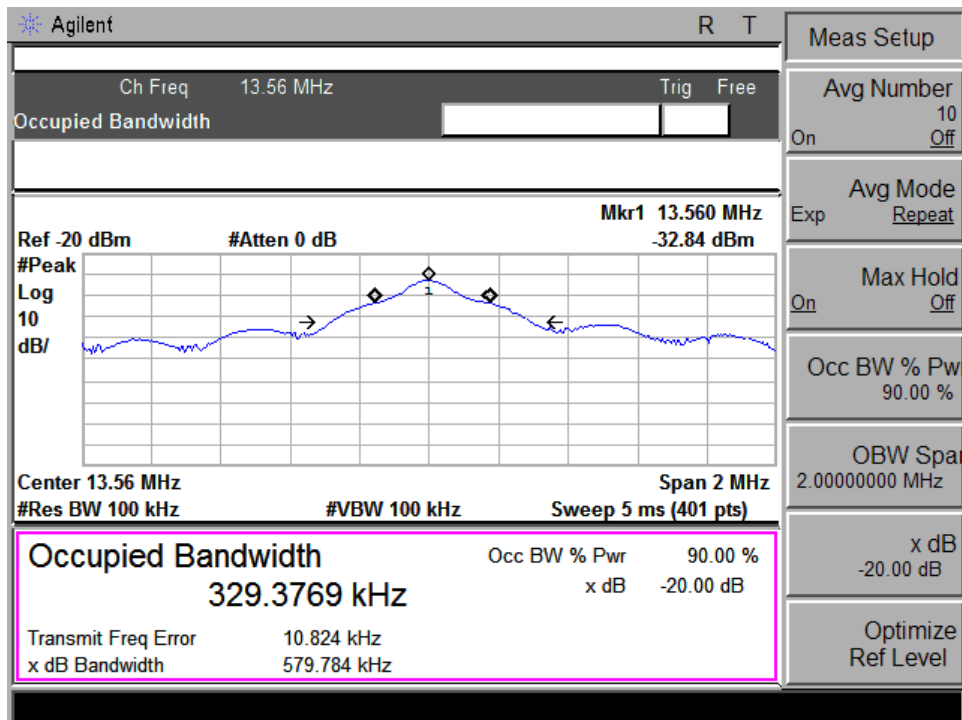 Agilent
R T
Ch Freq 13.56 MHz Trig Free
Occupied Bandwidth
Mkr1 13.560 MHz
Ref -20 dBm #Atten 0 dB -32.84 dBm
#Peak
Log
10
dB/
1
Center 13.56 MHz Span 2 MHz
#Res BW 100 kHz #VBW 100 kHz Sweep 5 ms (401 pts)
Occupied Bandwidth
329.3769 kHz
Occ BW % Pwr 90.00 %
x dB -20.00 dB
Transmit Freq Error 10.824 kHz
x dB Bandwidth 579.784 kHz
Meas Setup
Avg Number
10
On Off
Avg Mode
Exp Repeat
Max Hold
On Off
Occ BW % Pw
90.00 %
OBW Spa
2.00000000 MHz
x dB
-20.00 dB
Optimize
Ref Level